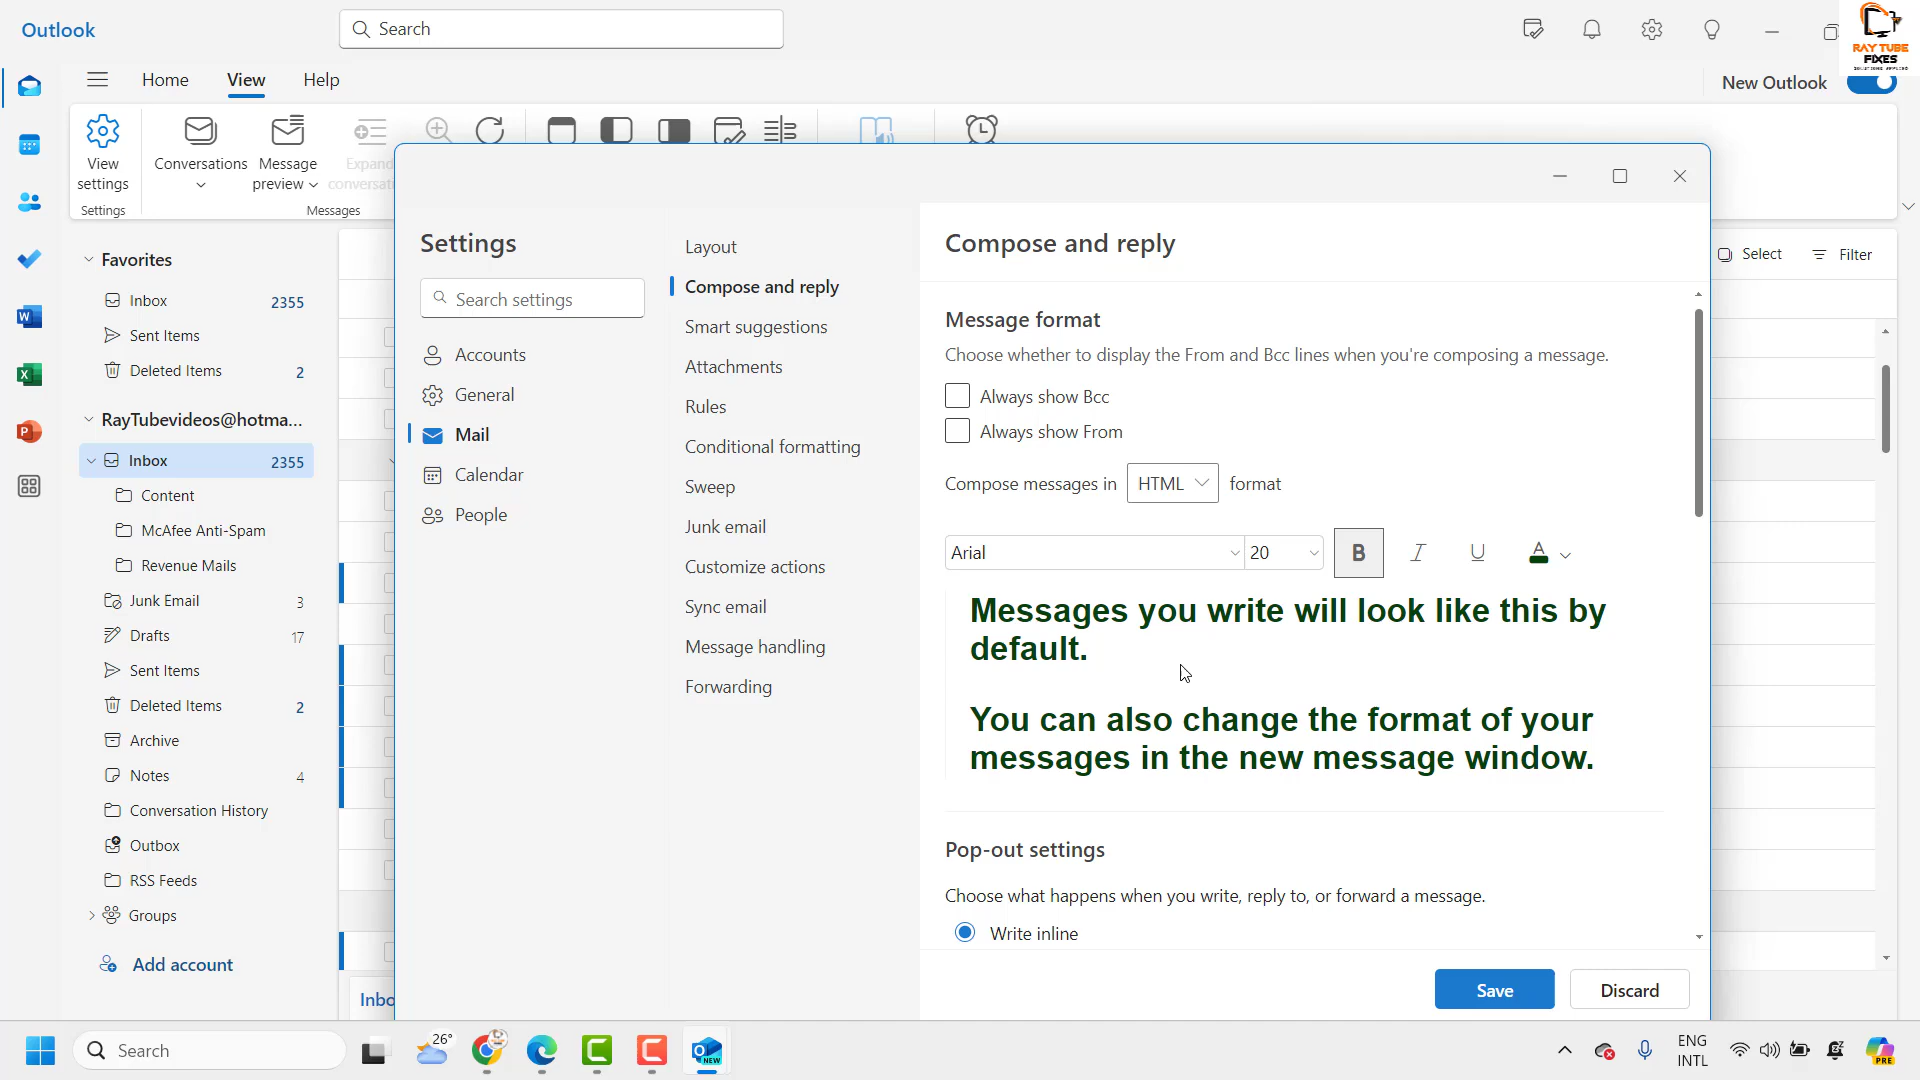 Outlook
Search
RAY TUBE
FIXES
Home
View
Help
New Outlook
View
settings
Conversations
Message
preview
Expand
Settings
Messages
Favorites
Inbox
2355
Sent Items
Deleted Items
2
RayTubevideos@hotma...
Inbox
2355
Content
McAfee Anti-Spam
Revenue Mails
Junk Email
3
Drafts
17
Sent Items
Deleted Items
2
Archive
Notes
4
Conversation History
Outbox
RSS Feeds
Groups
Add account
Select
Filter
Settings
Search settings
Accounts
General
Mail
Calendar
People
Layout
Compose and reply
Smart suggestions
Attachments
Rules
Conditional formatting
Sweep
Junk email
Customize actions
Sync email
Message handling
Forwarding
Compose and reply
Message format
Choose whether to display the From and Bcc lines when you're composing a message.
Always show Bcc
Always show From
Compose messages in HTML format
Arial
20
B
I
U
A
Messages you write will look like this by
default.
You can also change the format of your
messages in the new message window.
Pop-out settings
Choose what happens when you write, reply to, or forward a message.
Write inline
Save
Discard
Search
26°
NEW
ENG
INTL
PRE